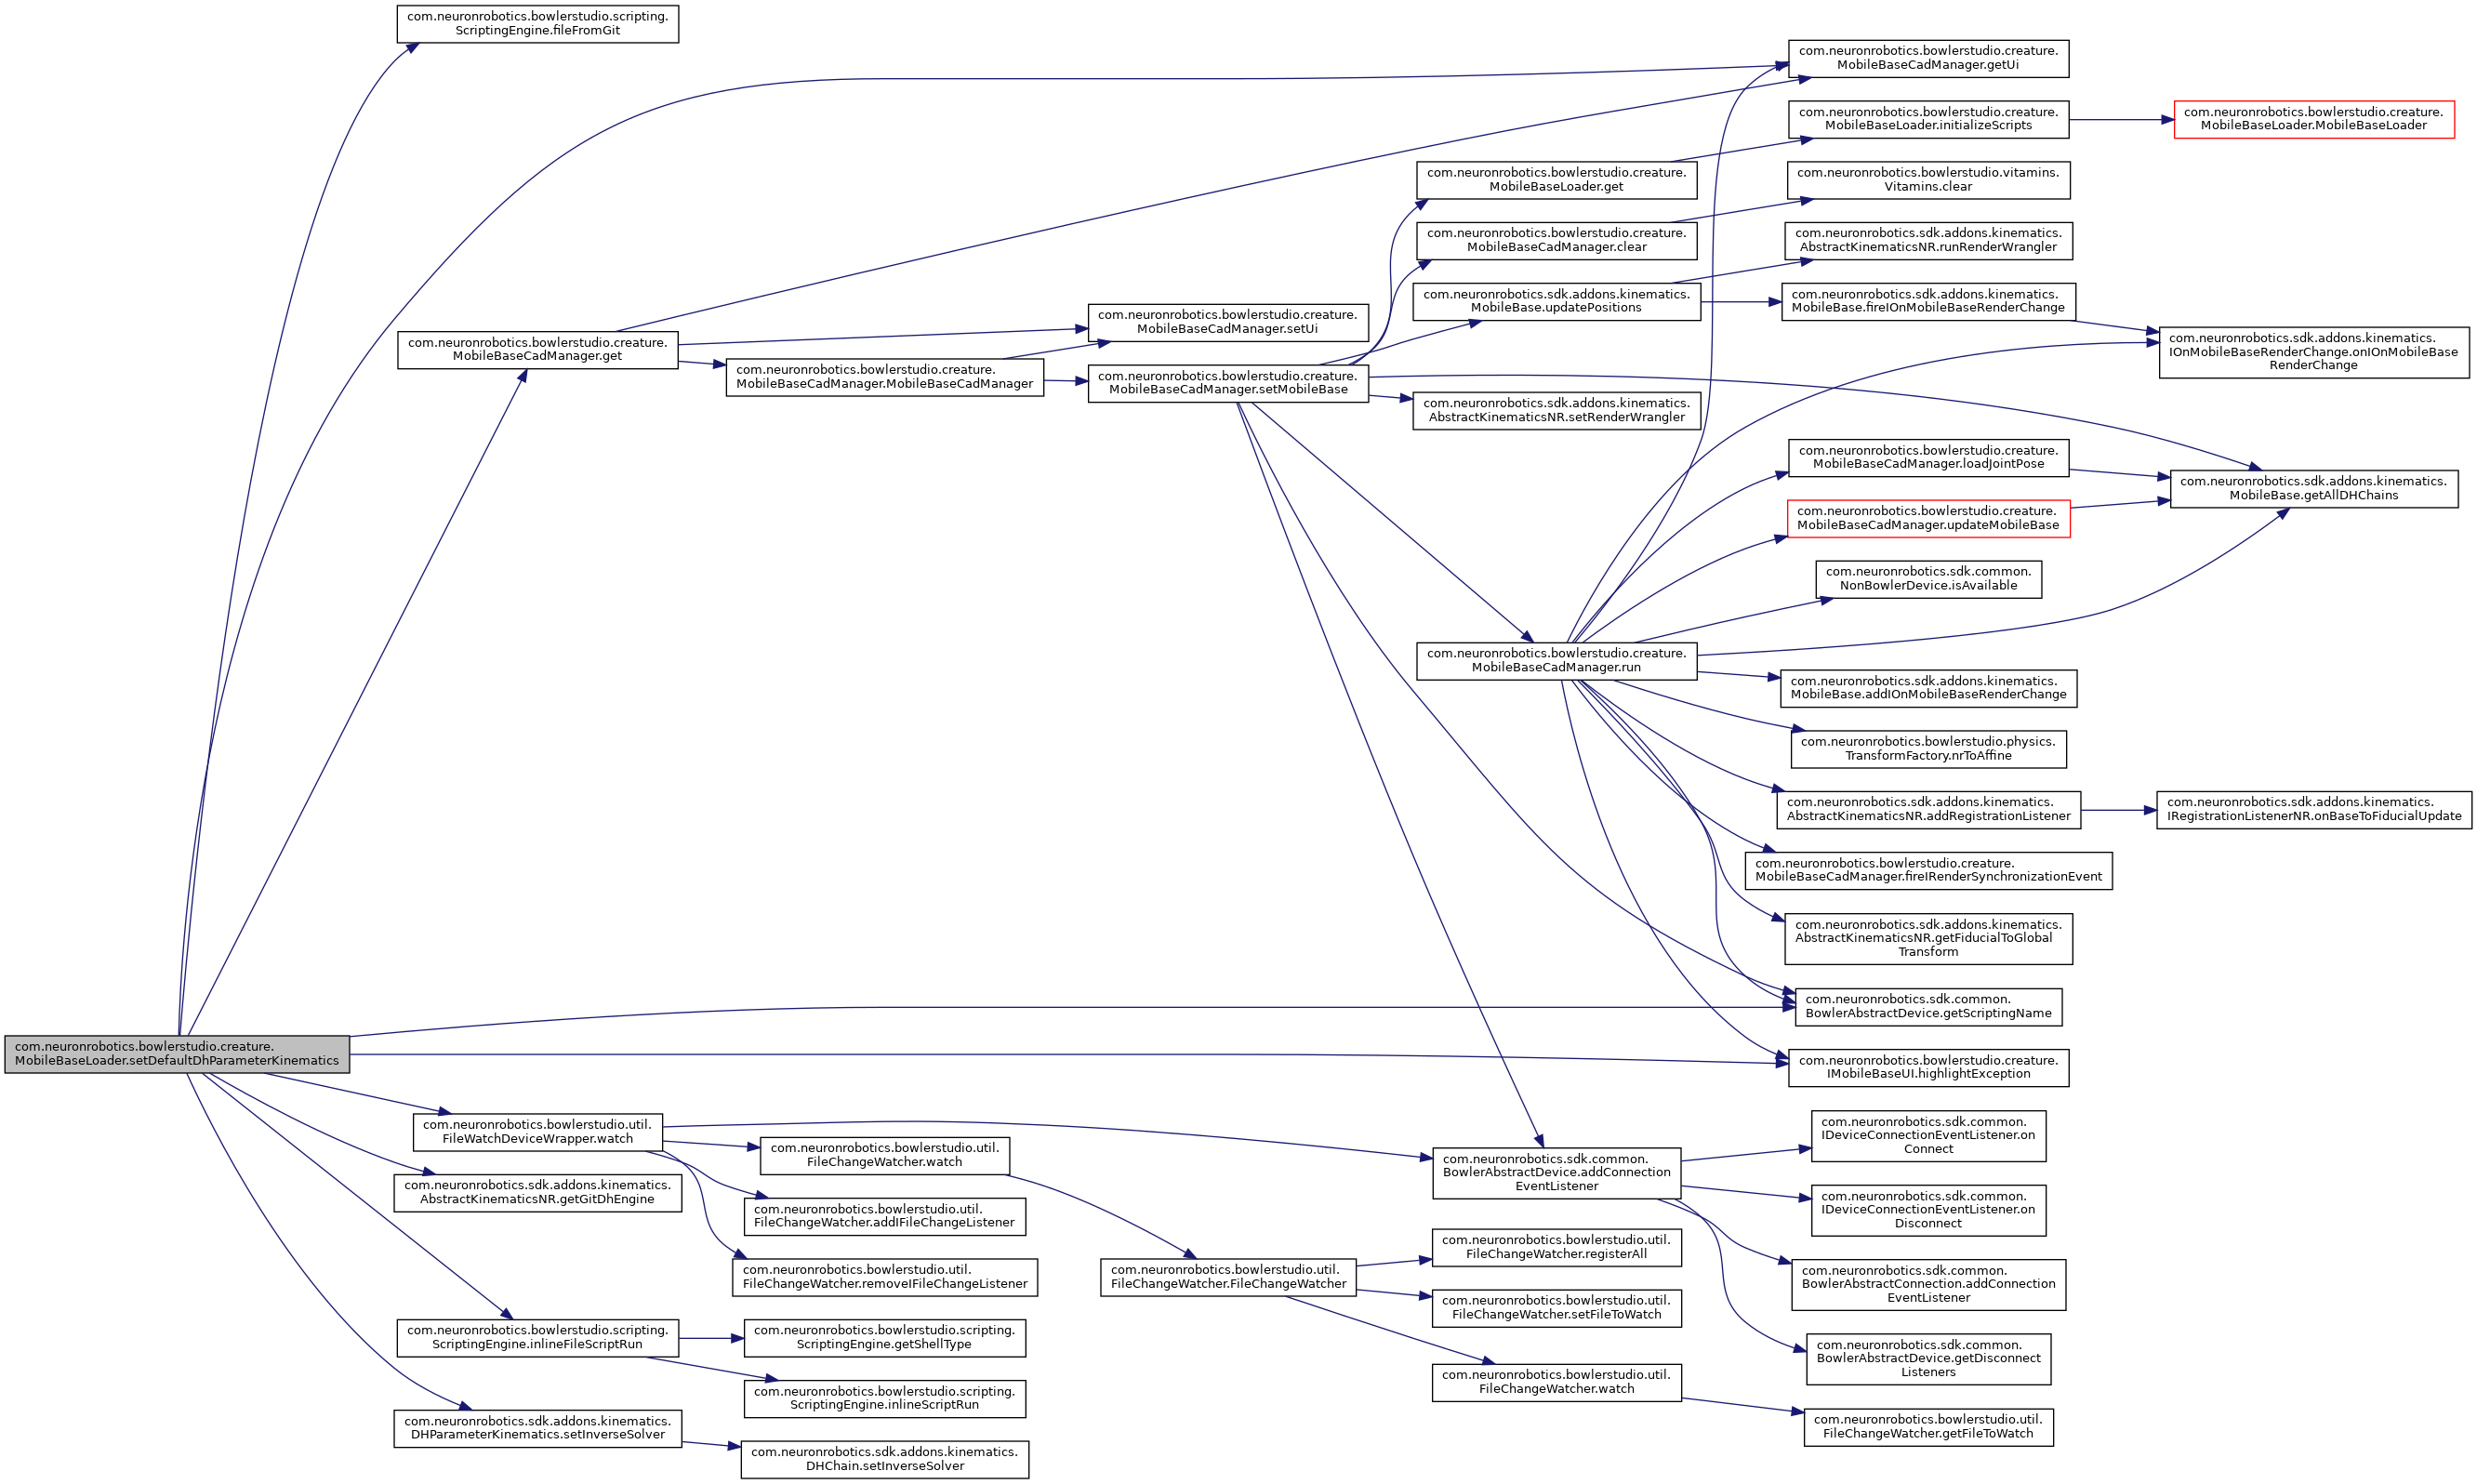 com.neuronrobotics.bowlerstudio.scripting.
ScriptingEngine.fileFromGit
com.neuronrobotics.bowlerstudio.creature.
MobileBaseCadManager.getUi
com.neuronrobotics.bowlerstudio.creature.
MobileBaseLoader.initializeScripts
com.neuronrobotics.bowlerstudio.creature.
MobileBaseLoader.MobileBaseLoader
com.neuronrobotics.bowlerstudio.creature.
MobileBaseLoader.get
com.neuronrobotics.bowlerstudio.vitamins.
Vitamins.clear
com.neuronrobotics.bowlerstudio.creature.
MobileBaseCadManager.clear
com.neuronrobotics.sdk.addons.kinematics.
AbstractKinematicsNR.runRenderWrangler
com.neuronrobotics.sdk.addons.kinematics.
MobileBase.updatePositions
com.neuronrobotics.sdk.addons.kinematics.
MobileBase.fireIOnMobileBaseRenderChange
com.neuronrobotics.bowlerstudio.creature.
MobileBaseCadManager.setUi
com.neuronrobotics.sdk.addons.kinematics.
IOnMobileBaseRenderChange.onIOnMobileBase
RenderChange
com.neuronrobotics.bowlerstudio.creature.
MobileBaseCadManager.get
com.neuronrobotics.bowlerstudio.creature.
MobileBaseCadManager.MobileBaseCadManager
com.neuronrobotics.bowlerstudio.creature.
MobileBaseCadManager.setMobileBase
com.neuronrobotics.sdk.addons.kinematics.
AbstractKinematicsNR.setRenderWrangler
com.neuronrobotics.bowlerstudio.creature.
MobileBaseCadManager.loadJointPose
com.neuronrobotics.sdk.addons.kinematics.
MobileBase.getAllDHChains
com.neuronrobotics.bowlerstudio.creature.
MobileBaseCadManager.updateMobileBase
com.neuronrobotics.sdk.common.
NonBowlerDevice.isAvailable
com.neuronrobotics.bowlerstudio.creature.
MobileBaseCadManager.run
com.neuronrobotics.sdk.addons.kinematics.
MobileBase.addIOnMobileBaseRenderChange
com.neuronrobotics.bowlerstudio.physics.
TransformFactory.nrToAffine
com.neuronrobotics.sdk.addons.kinematics.
AbstractKinematicsNR.addRegistrationListener
com.neuronrobotics.sdk.addons.kinematics.
IRegistrationListenerNR.onBaseToFiducialUpdate
com.neuronrobotics.bowlerstudio.creature.
MobileBaseCadManager.fireIRenderSynchronizationEvent
com.neuronrobotics.sdk.addons.kinematics.
AbstractKinematicsNR.getFiducialToGlobal
Transform
com.neuronrobotics.sdk.common.
BowlerAbstractDevice.getScriptingName
com.neuronrobotics.bowlerstudio.creature.
MobileBaseLoader.setDefaultDhParameterKinematics
com.neuronrobotics.bowlerstudio.creature.
IMobileBaseUI.highlightException
com.neuronrobotics.bowlerstudio.util.
FileWatchDeviceWrapper.watch
com.neuronrobotics.bowlerstudio.util.
FileChangeWatcher.watch
com.neuronrobotics.sdk.common.
BowlerAbstractDevice.addConnection
EventListener
com.neuronrobotics.sdk.common.
IDeviceConnectionEventListener.on
Connect
com.neuronrobotics.sdk.addons.kinematics.
AbstractKinematicsNR.getGitDhEngine
com.neuronrobotics.bowlerstudio.util.
FileChangeWatcher.addIFileChangeListener
com.neuronrobotics.sdk.common.
IDeviceConnectionEventListener.on
Disconnect
com.neuronrobotics.bowlerstudio.util.
FileChangeWatcher.removeIFileChangeListener
com.neuronrobotics.bowlerstudio.util.
FileChangeWatcher.FileChangeWatcher
com.neuronrobotics.bowlerstudio.util.
FileChangeWatcher.registerAll
com.neuronrobotics.sdk.common.
BowlerAbstractConnection.addConnection
EventListener
com.neuronrobotics.bowlerstudio.util.
FileChangeWatcher.setFileToWatch
com.neuronrobotics.bowlerstudio.scripting.
ScriptingEngine.inlineFileScriptRun
com.neuronrobotics.bowlerstudio.scripting.
ScriptingEngine.getShellType
com.neuronrobotics.sdk.common.
BowlerAbstractDevice.getDisconnect
Listeners
com.neuronrobotics.bowlerstudio.util.
FileChangeWatcher.watch
com.neuronrobotics.bowlerstudio.scripting.
ScriptingEngine.inlineScriptRun
com.neuronrobotics.bowlerstudio.util.
FileChangeWatcher.getFileToWatch
com.neuronrobotics.sdk.addons.kinematics.
DHParameterKinematics.setInverseSolver
com.neuronrobotics.sdk.addons.kinematics.
DHChain.setInverseSolver